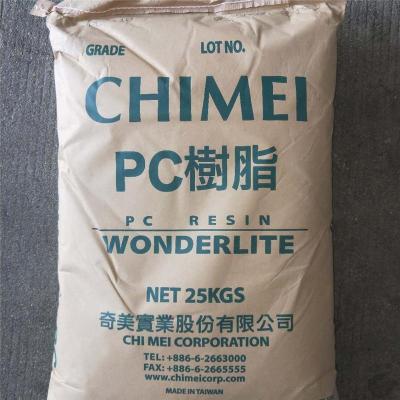 GRADE LOT NO.
CHIMEI
PC樹脂
PC RESIN
WONDERLITE
NET 25KGS
奇美實業股份有限公司
CHI MEI CORPORATION
TEL: +886-6-2663000
FAX: +886-6-2665555
www.chimeicorp.com
MADE IN TAIWAN